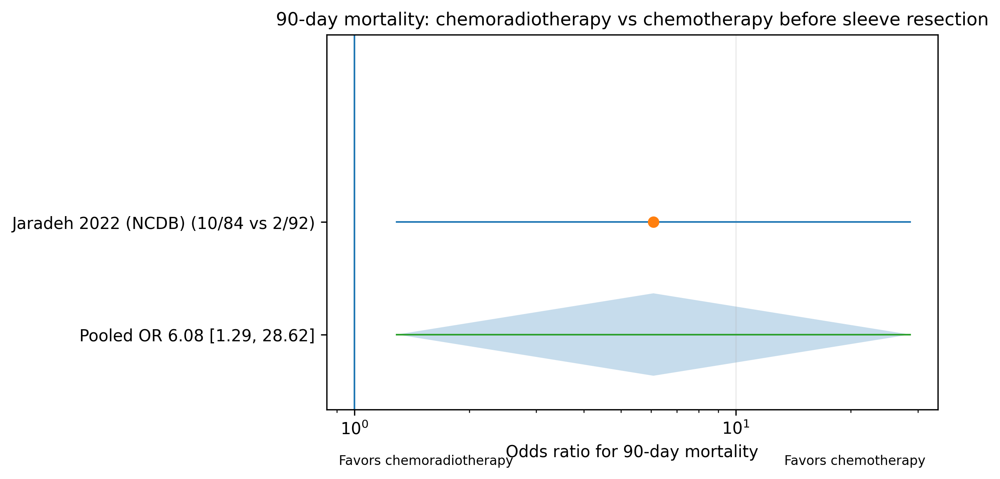 90-day mortality: chemoradiotherapy vs chemotherapy before sleeve resection
Jaradeh 2022 (NCDB) (10/84 vs 2/92)
Pooled OR 6.08 [1.29, 28.62]
10⁰ 10¹
Odds ratio for 90-day mortality
Favors chemoradiotherapy Favors chemotherapy